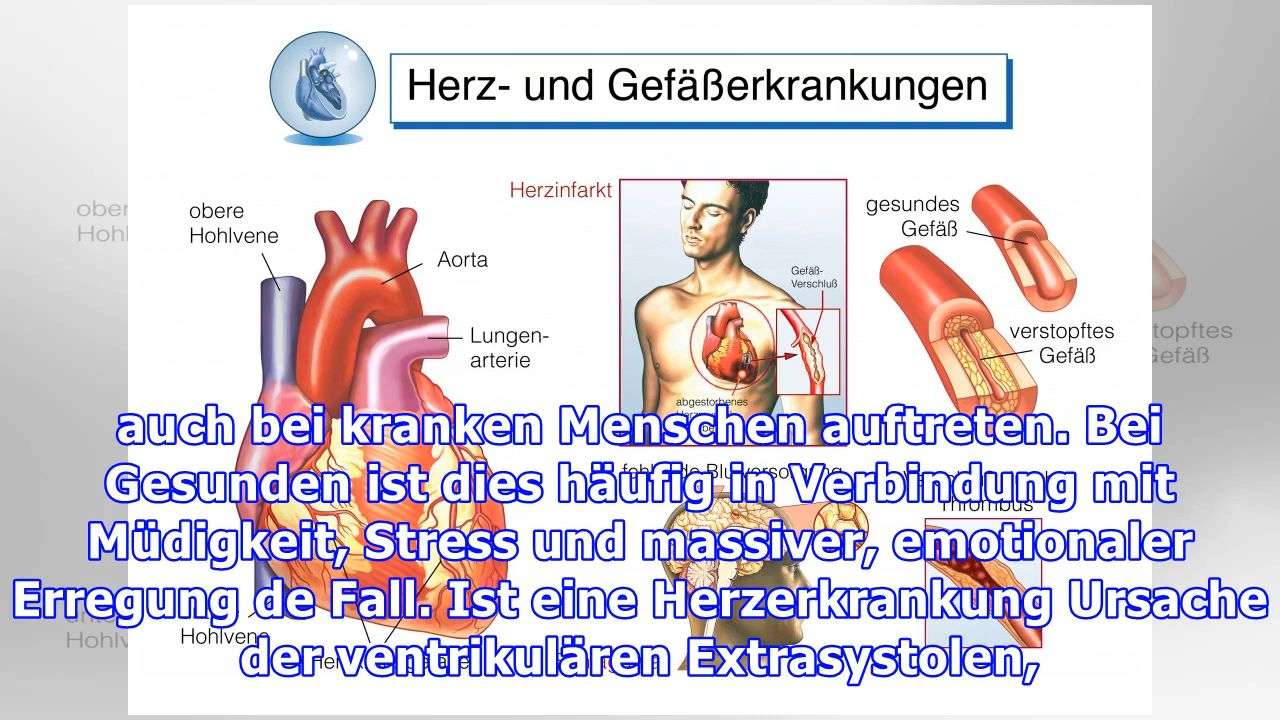 Herz- und Gefäßerkrankungen
Herzinfarkt
obere
Hohlvene
Aorta
Lungen-
arterie
Gefäß-
Verschluß
abgestorbenes
gesundes
Gefäß
verstopftes
Gefäß
Thrombus
Hohlvene
auch bei kranken Menschen auftreten. Bei
Gesunden ist dies häufig in Verbindung mit
Müdigkeit, Stress und massiver, emotionaler
Erregung de Fall. Ist eine Herzerkrankung Ursache
der ventrikulären Extrasystolen,